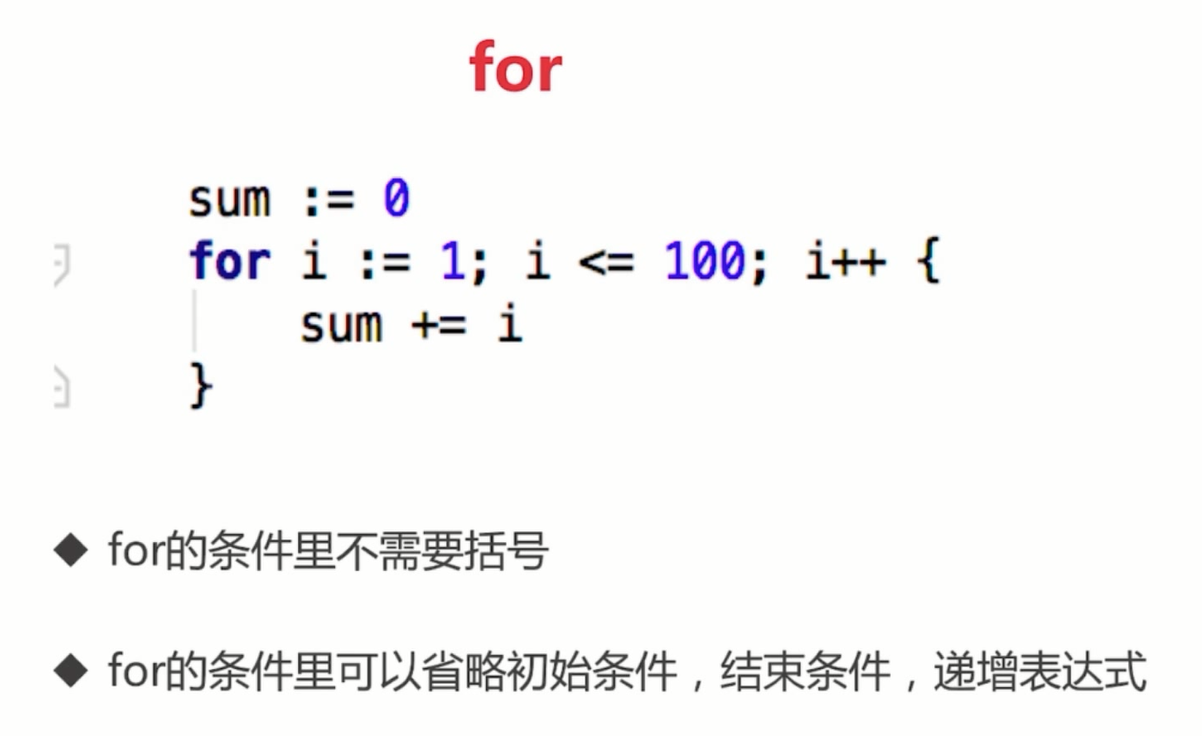 for
sum := 0
for i := 1; i <= 100; i++ {
    sum += i
}
◆ for的条件里不需要括号
◆ for的条件里可以省略初始条件，结束条件，递增表达式